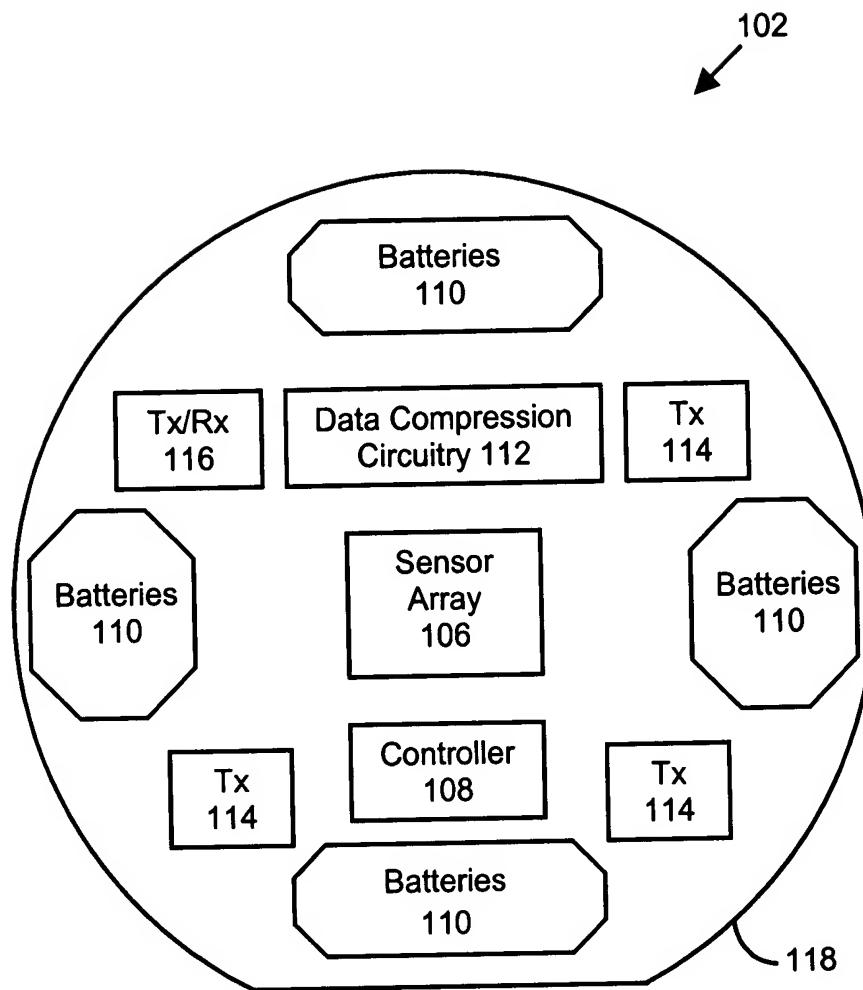 102
Batteries
110
Tx/Rx
116
Data Compression
Circuitry 112
Tx
114
Batteries
110
Sensor
Array
106
Batteries
110
Tx
114
Controller
108
Tx
114
Batteries
110
118